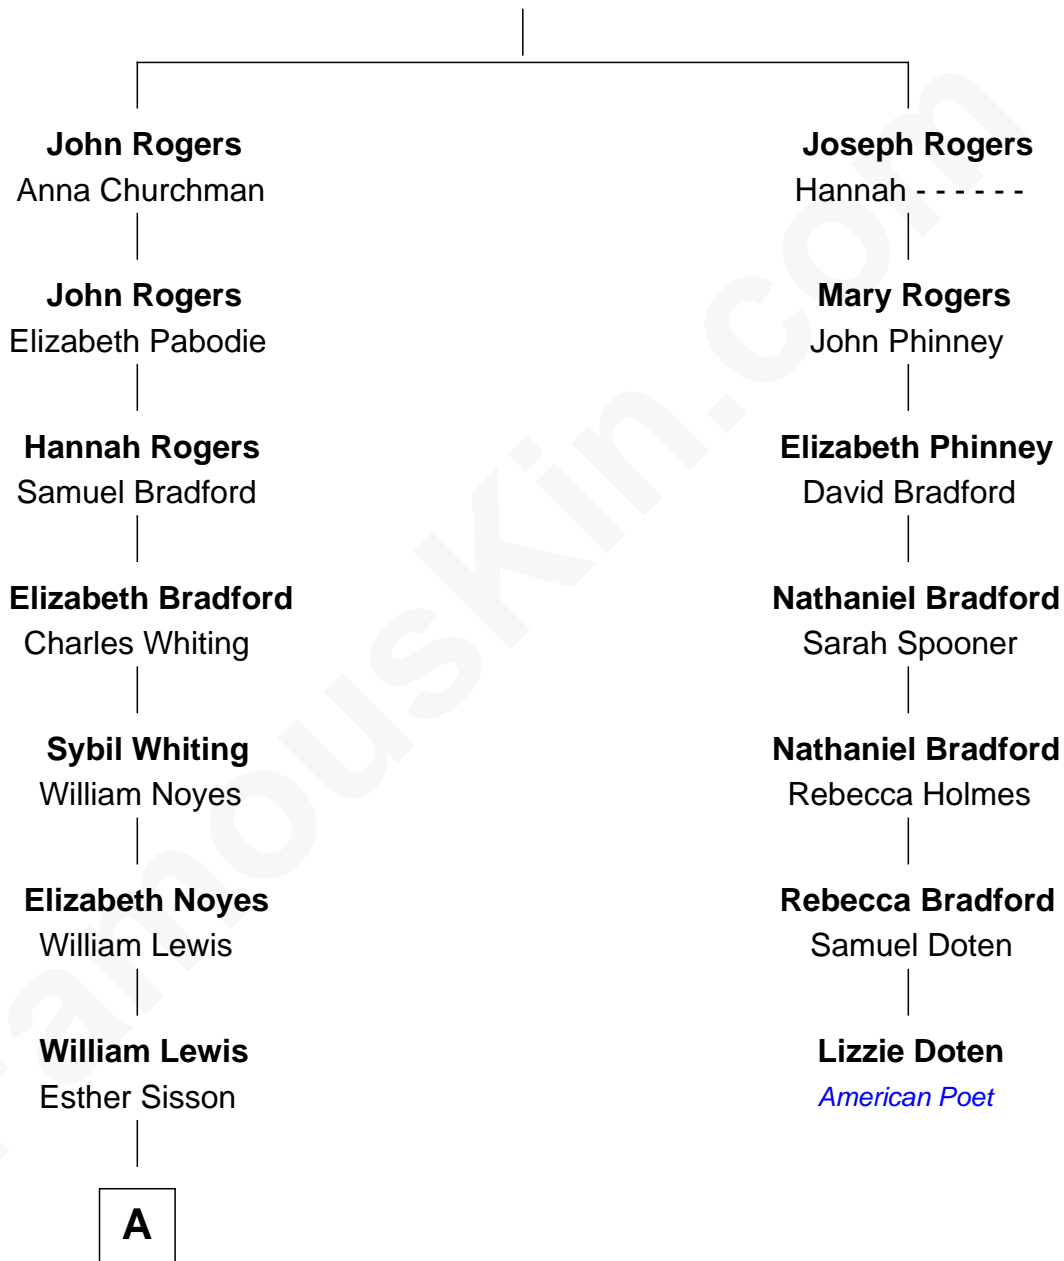 John Rogers
Anna Churchman
John Rogers
Elizabeth Pabodie
Hannah Rogers
Samuel Bradford
Elizabeth Bradford
Charles Whiting
Sybil Whiting
William Noyes
Elizabeth Noyes
William Lewis
William Lewis
Esther Sisson
A
Joseph Rogers
Hannah - - - - - -
Mary Rogers
John Phinney
Elizabeth Phinney
David Bradford
Nathaniel Bradford
Sarah Spooner
Nathaniel Bradford
Rebecca Holmes
Rebecca Bradford
Samuel Doten
Lizzie Doten
American Poet
FamousKin.com